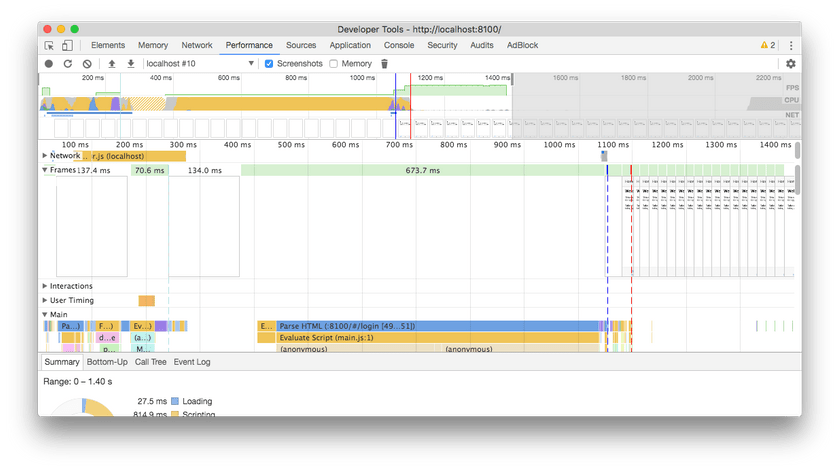 Developer Tools - http://localhost:8100/
Elements Memory Network Performance Sources Application Console Security Audits AdBlock 2
localhost #10 Screenshots Memory
200 ms 400 ms 600 ms 800 ms 1000 ms 1200 ms 1400 ms 1600 ms 1800 ms 2000 ms 2200 ms
FPS
CPU
NET
100 ms 200 ms 300 ms 400 ms 500 ms 600 ms 700 ms 800 ms 900 ms 1000 ms 1100 ms 1200 ms 1300 ms 1400 ms
Network ... r.js (localhost)
Frames 137.4 ms 70.6 ms 134.0 ms 673.7 ms
Interactions
User Timing
Main
Pa...) F...) Ev...) E... Parse HTML (:8100/#/login [49...51])
d...e (a...) Evaluate Script (main.js:1)
p... M... (anonymous) (anonymous)
Summary Bottom-Up Call Tree Event Log
Range: 0 – 1.40 s
27.5 ms Loading
814.9 ms Scripting